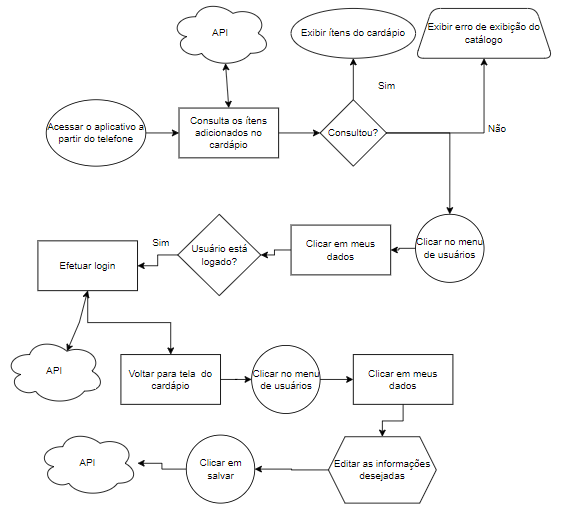 API
Exibir ítens do cardápio
Exibir erro de exibição do
catálogo
Sim
Acessar o aplicativo a
partir do telefone
Consulta os ítens
adicionados no
cardápio
Consultou?
Não
Clicar no menu
de usuários
Clicar em meus
dados
Usuário está
logado?
Sim
Efetuar login
API
Voltar para tela do
cardápio
Clicar no menu
de usuários
Clicar em meus
dados
Editar as informações
desejadas
Clicar em
salvar
API